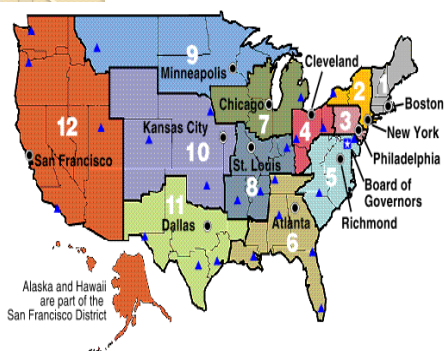 Cleveland
9
Minneapolis
1
2
Boston
Chicago
3
New York
12
Kansas City
7
4
Philadelphia
San Francisco
10
St. Louis
Board of
Governors
8
5
11
Atlanta
Richmond
Dallas
6
Alaska and Hawaii
are part of the
San Francisco District